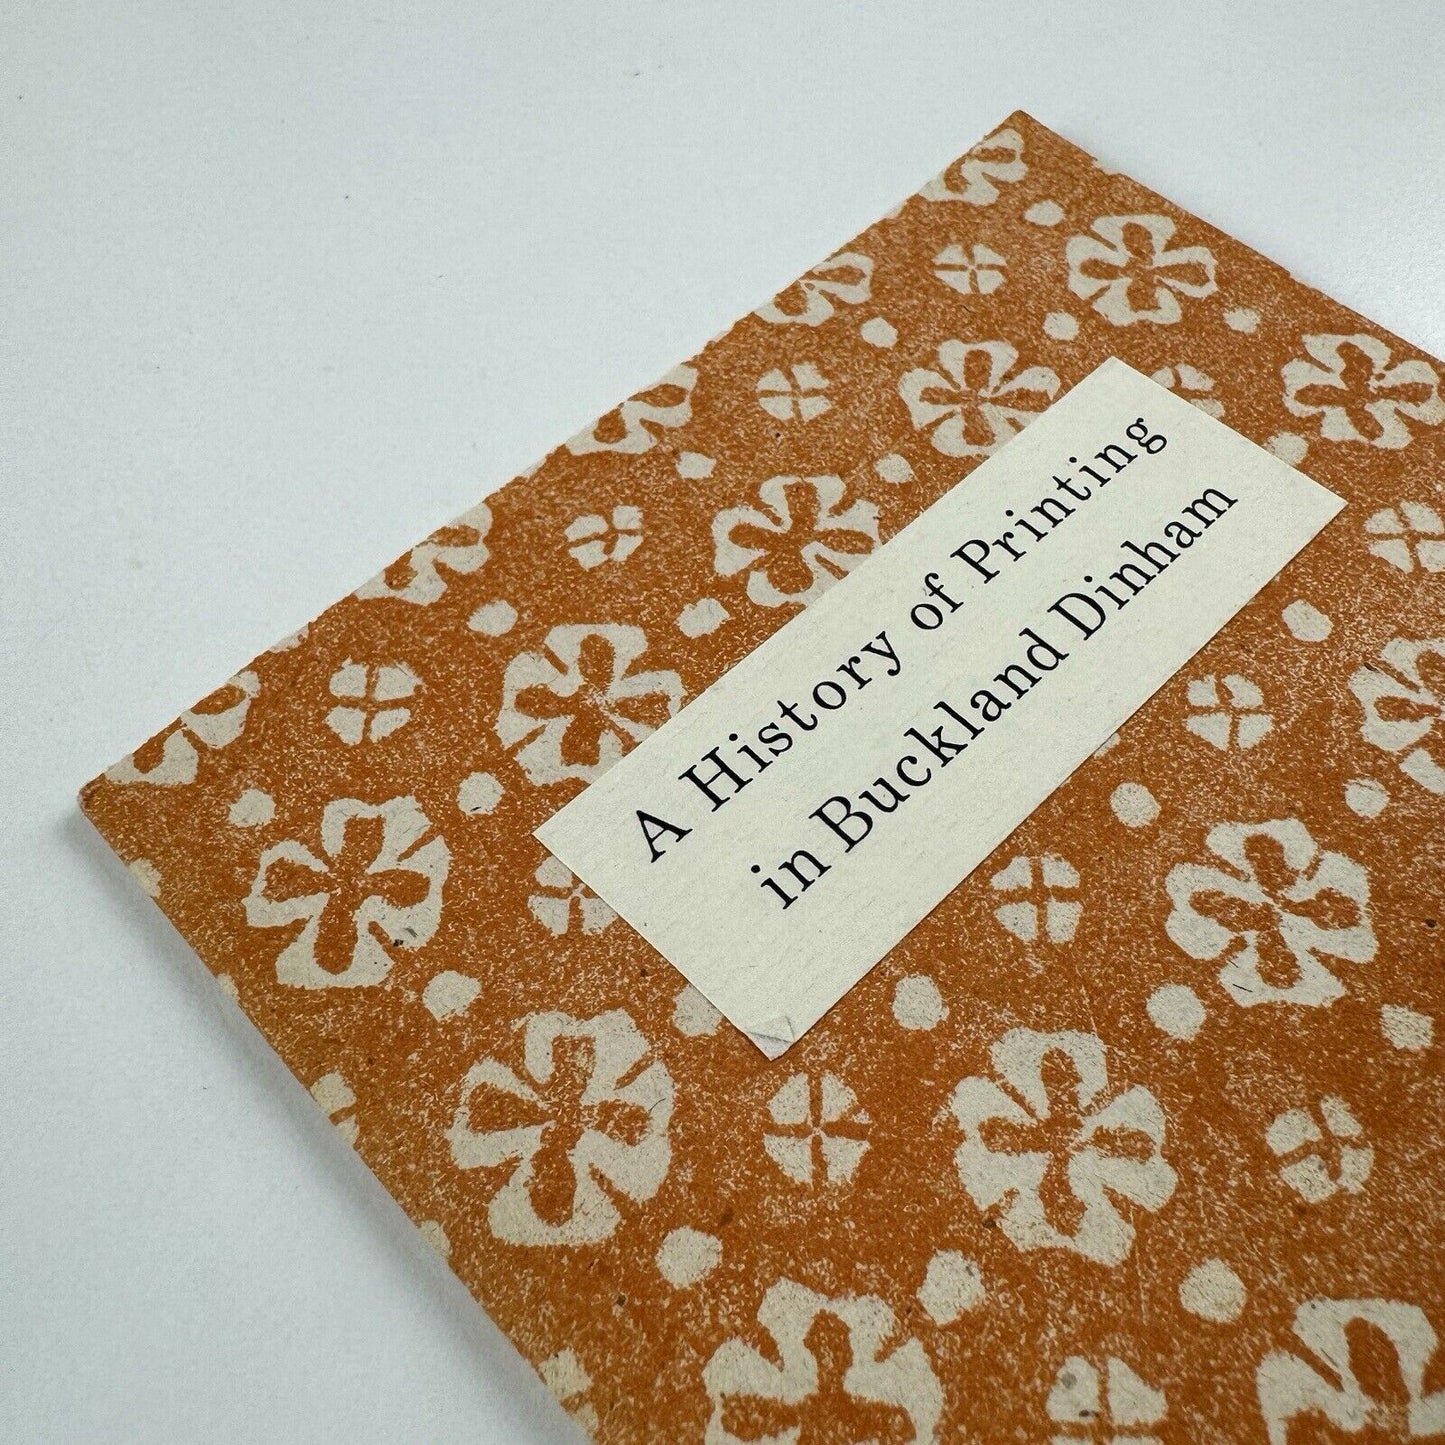 A History of Printing
in Buckland Dinham